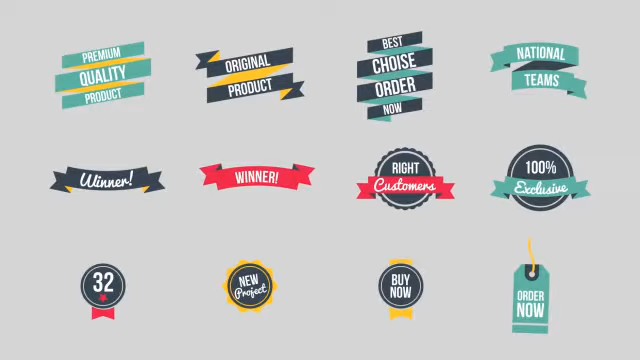 PREMIUM
QUALITY
PRODUCT
ORIGINAL
PRODUCT
BEST
CHOISE
ORDER
NOW
NATIONAL
TEAMS
Winner!
WINNER!
RIGHT
Customers
100%
Exclusive
32
NEW
Project
BUY
NOW
ORDER
NOW